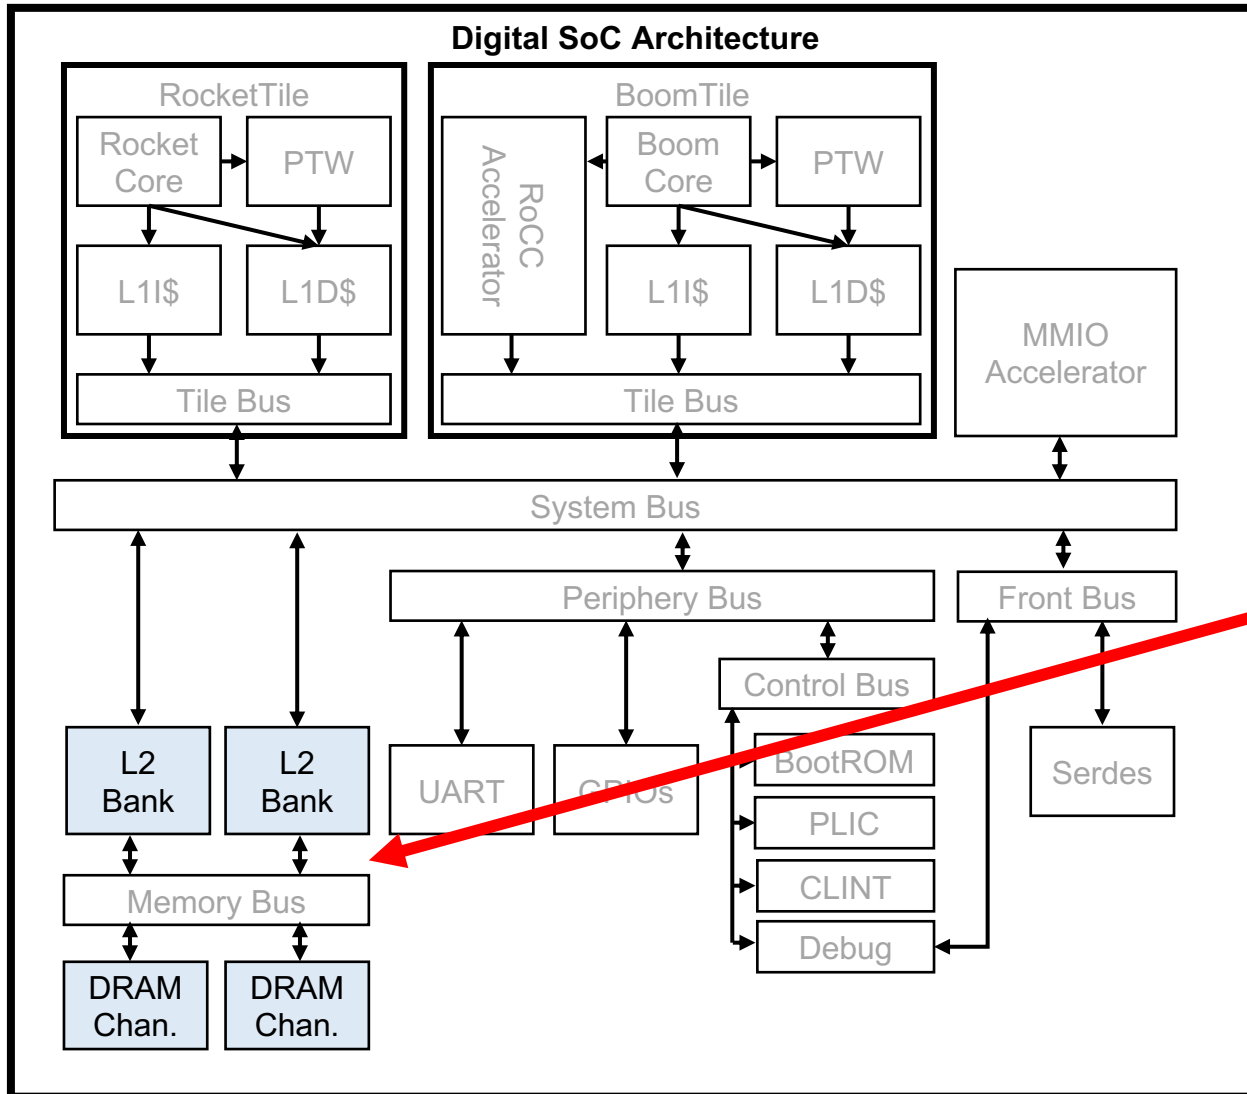 Digital SoC Architecture
RocketTile
Rocket
Core
PTW
L1I$
L1D$
Tile Bus
BoomTile
RoCC
Accelerator
Boom
Core
PTW
L1I$
L1D$
Tile Bus
MMIO
Accelerator
System Bus
Periphery Bus
Front Bus
Control Bus
L2
Bank
L2
Bank
UART
GPIOs
BootROM
Serdes
PLIC
Memory Bus
CLINT
Debug
DRAM
Chan.
DRAM
Chan.